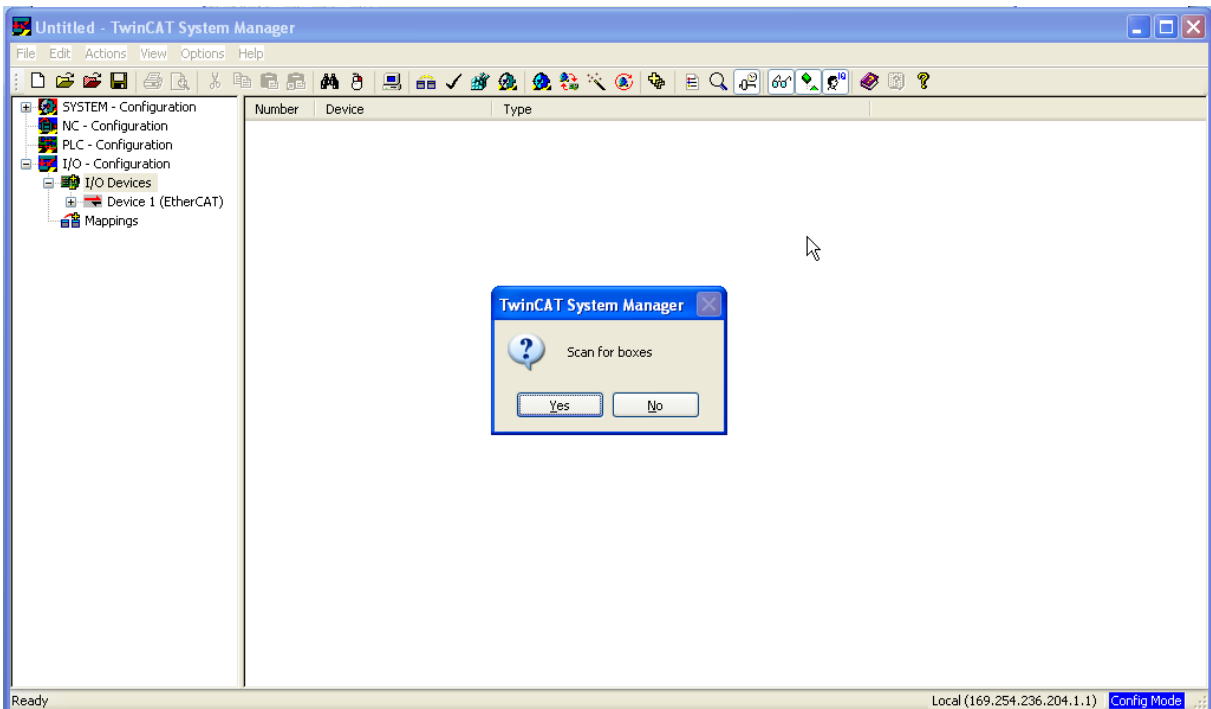 Untitled - TwinCAT System Manager
File Edit Actions View Options Help
SYSTEM - Configuration
NC - Configuration
PLC - Configuration
I/O - Configuration
I/O Devices
Device 1 (EtherCAT)
Mappings
Number Device Type
TwinCAT System Manager
Scan for boxes
Yes No
Ready Local (169.254.236.204.1.1) Config Mode